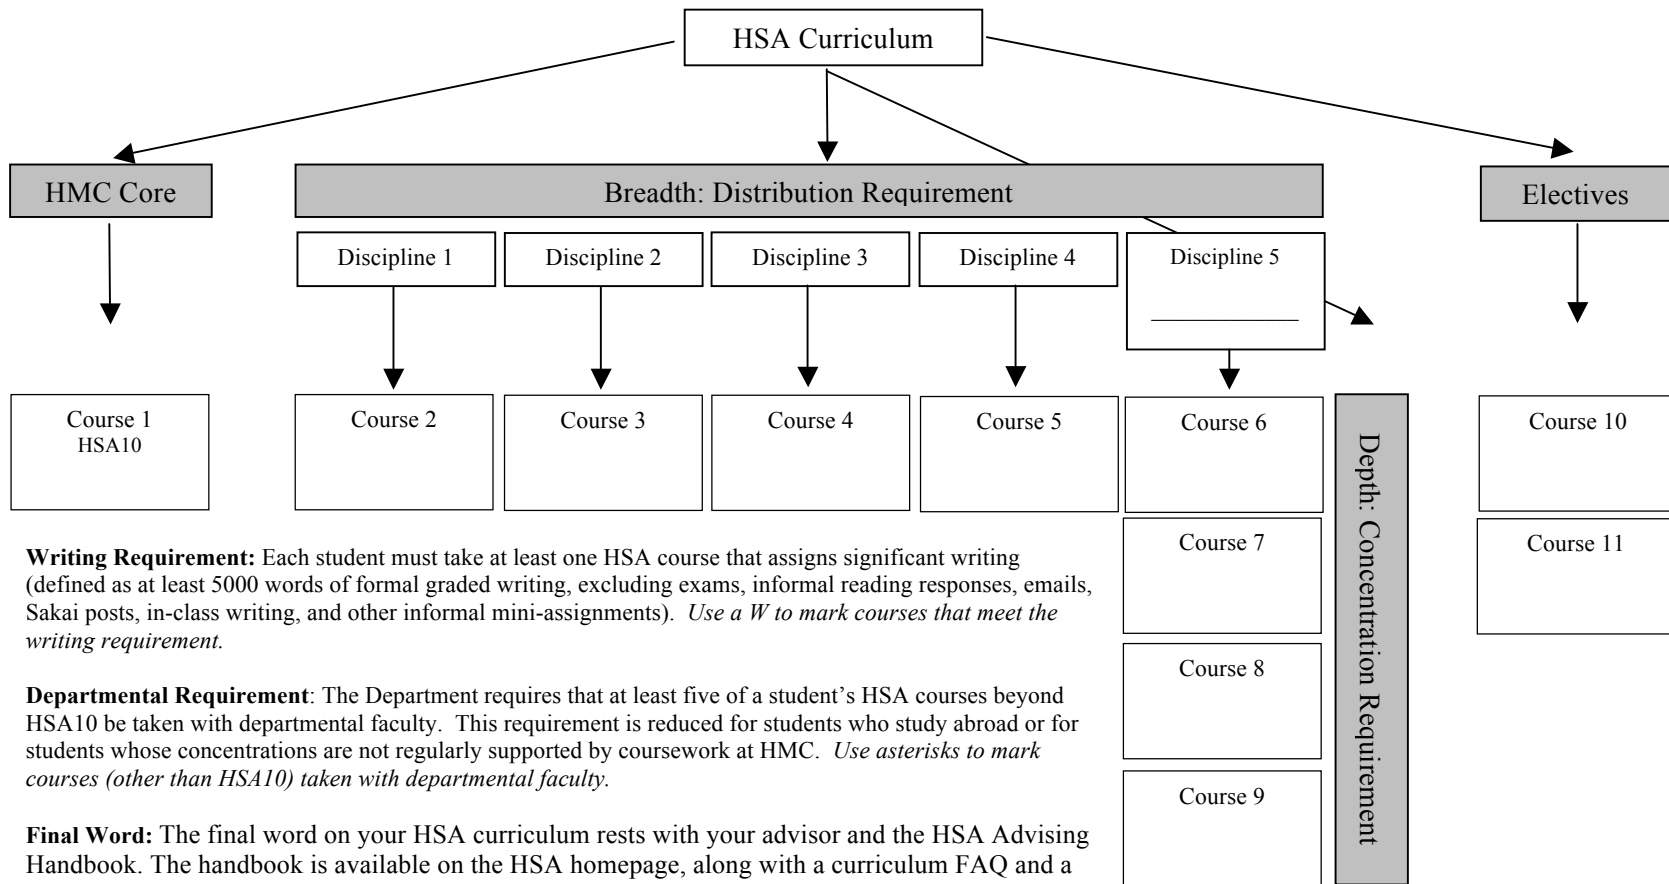 HSA Curriculum
HMC Core
Breadth: Distribution Requirement
Electives
Discipline 1
Discipline 2
Discipline 3
Discipline 4
Discipline 5
_____________
Course 1
HSA10
Course 2
Course 3
Course 4
Course 5
Course 6
Course 10
Depth: Concentration Requirement
Course 7
Course 11
Course 8
Course 9
Writing Requirement: Each student must take at least one HSA course that assigns significant writing
(defined as at least 5000 words of formal graded writing, excluding exams, informal reading responses, emails,
Sakai posts, in-class writing, and other informal mini-assignments). Use a W to mark courses that meet the
writing requirement.
Departmental Requirement: The Department requires that at least five of a student's HSA courses beyond
HSA10 be taken with departmental faculty. This requirement is reduced for students who study abroad or for
students whose concentrations are not regularly supported by coursework at HMC. Use asterisks to mark
courses (other than HSA10) taken with departmental faculty.
Final Word: The final word on your HSA curriculum rests with your advisor and the HSA Advising
Handbook. The handbook is available on the HSA homepage, along with a curriculum FAQ and a